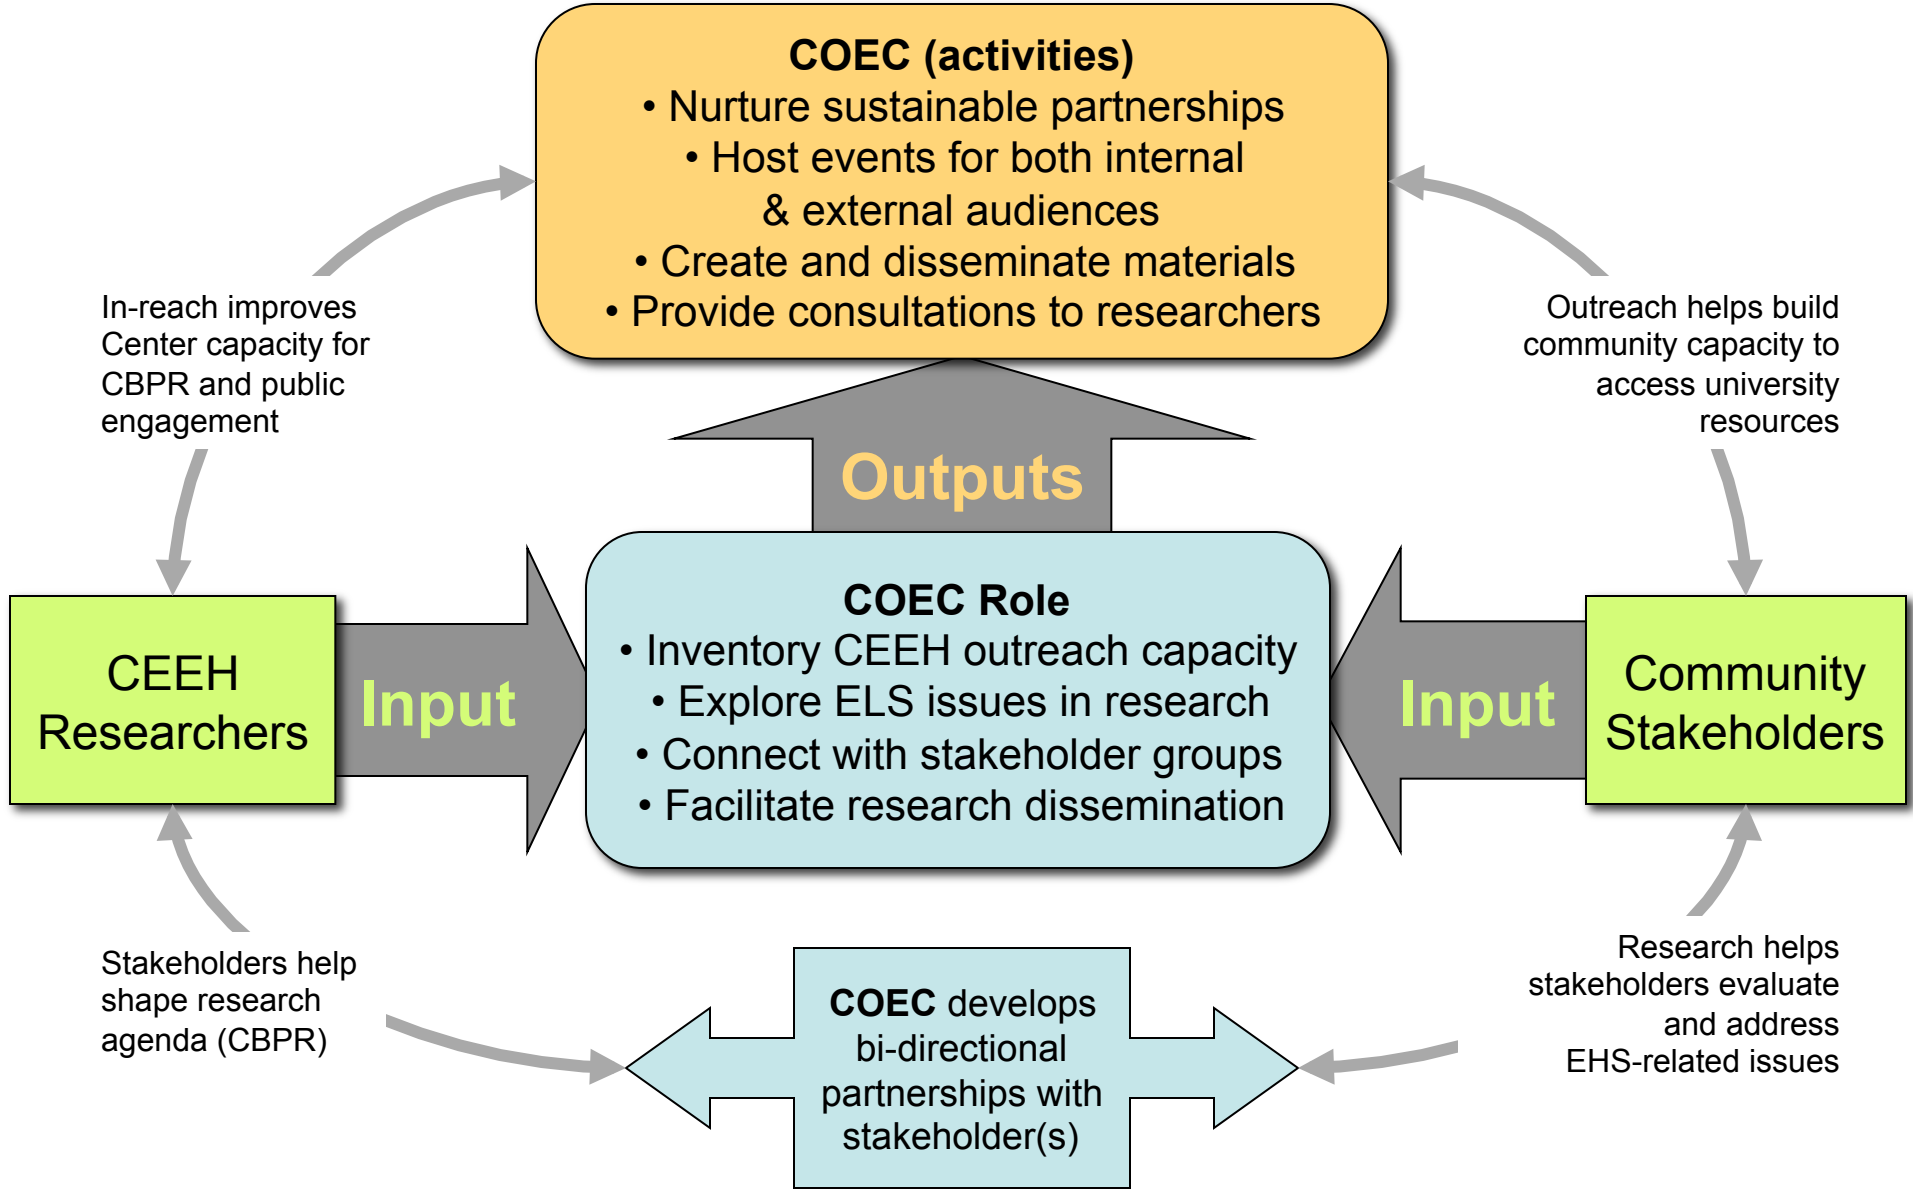 COEC (activities)
• Nurture sustainable partnerships
• Host events for both internal
& external audiences
• Create and disseminate materials
• Provide consultations to researchers
In-reach improves
Center capacity for
CBPR and public
engagement
Outreach helps build
community capacity to
access university
resources
Outputs
CEEH
Researchers
Input
COEC Role
• Inventory CEEH outreach capacity
• Explore ELS issues in research
• Connect with stakeholder groups
• Facilitate research dissemination
Input
Community
Stakeholders
Stakeholders help
shape research
agenda (CBPR)
COEC develops
bi-directional
partnerships with
stakeholder(s)
Research helps
stakeholders evaluate
and address
EHS-related issues